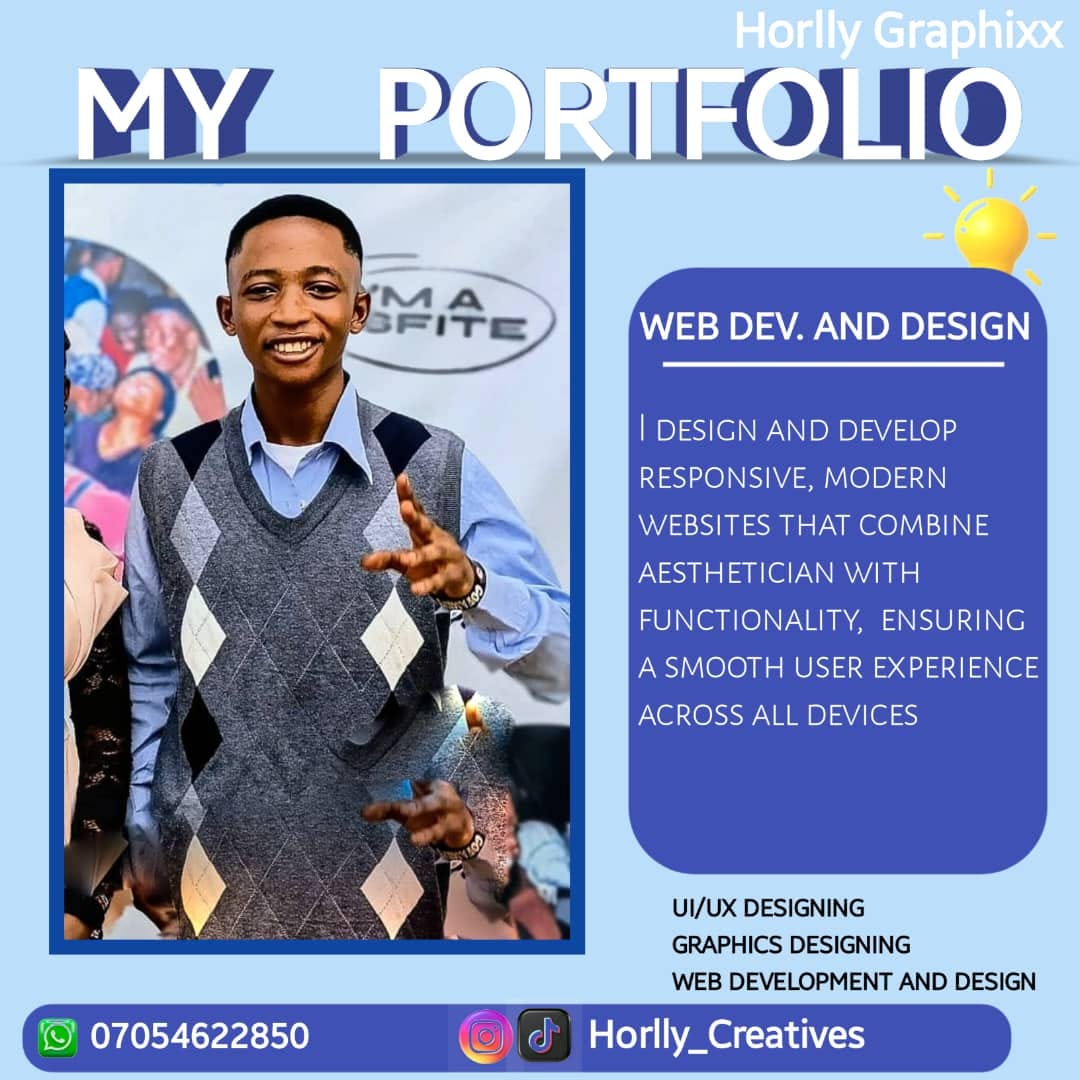 Horlly Graphixx
MY PORTFOLIO
'M A
SFITE
WEB DEV. AND DESIGN
I DESIGN AND DEVELOP
RESPONSIVE, MODERN
WEBSITES THAT COMBINE
AESTHETICIAN WITH
FUNCTIONALITY, ENSURING
A SMOOTH USER EXPERIENCE
ACROSS ALL DEVICES
UI/UX DESIGNING
GRAPHICS DESIGNING
WEB DEVELOPMENT AND DESIGN
07054622850
Horlly_Creatives